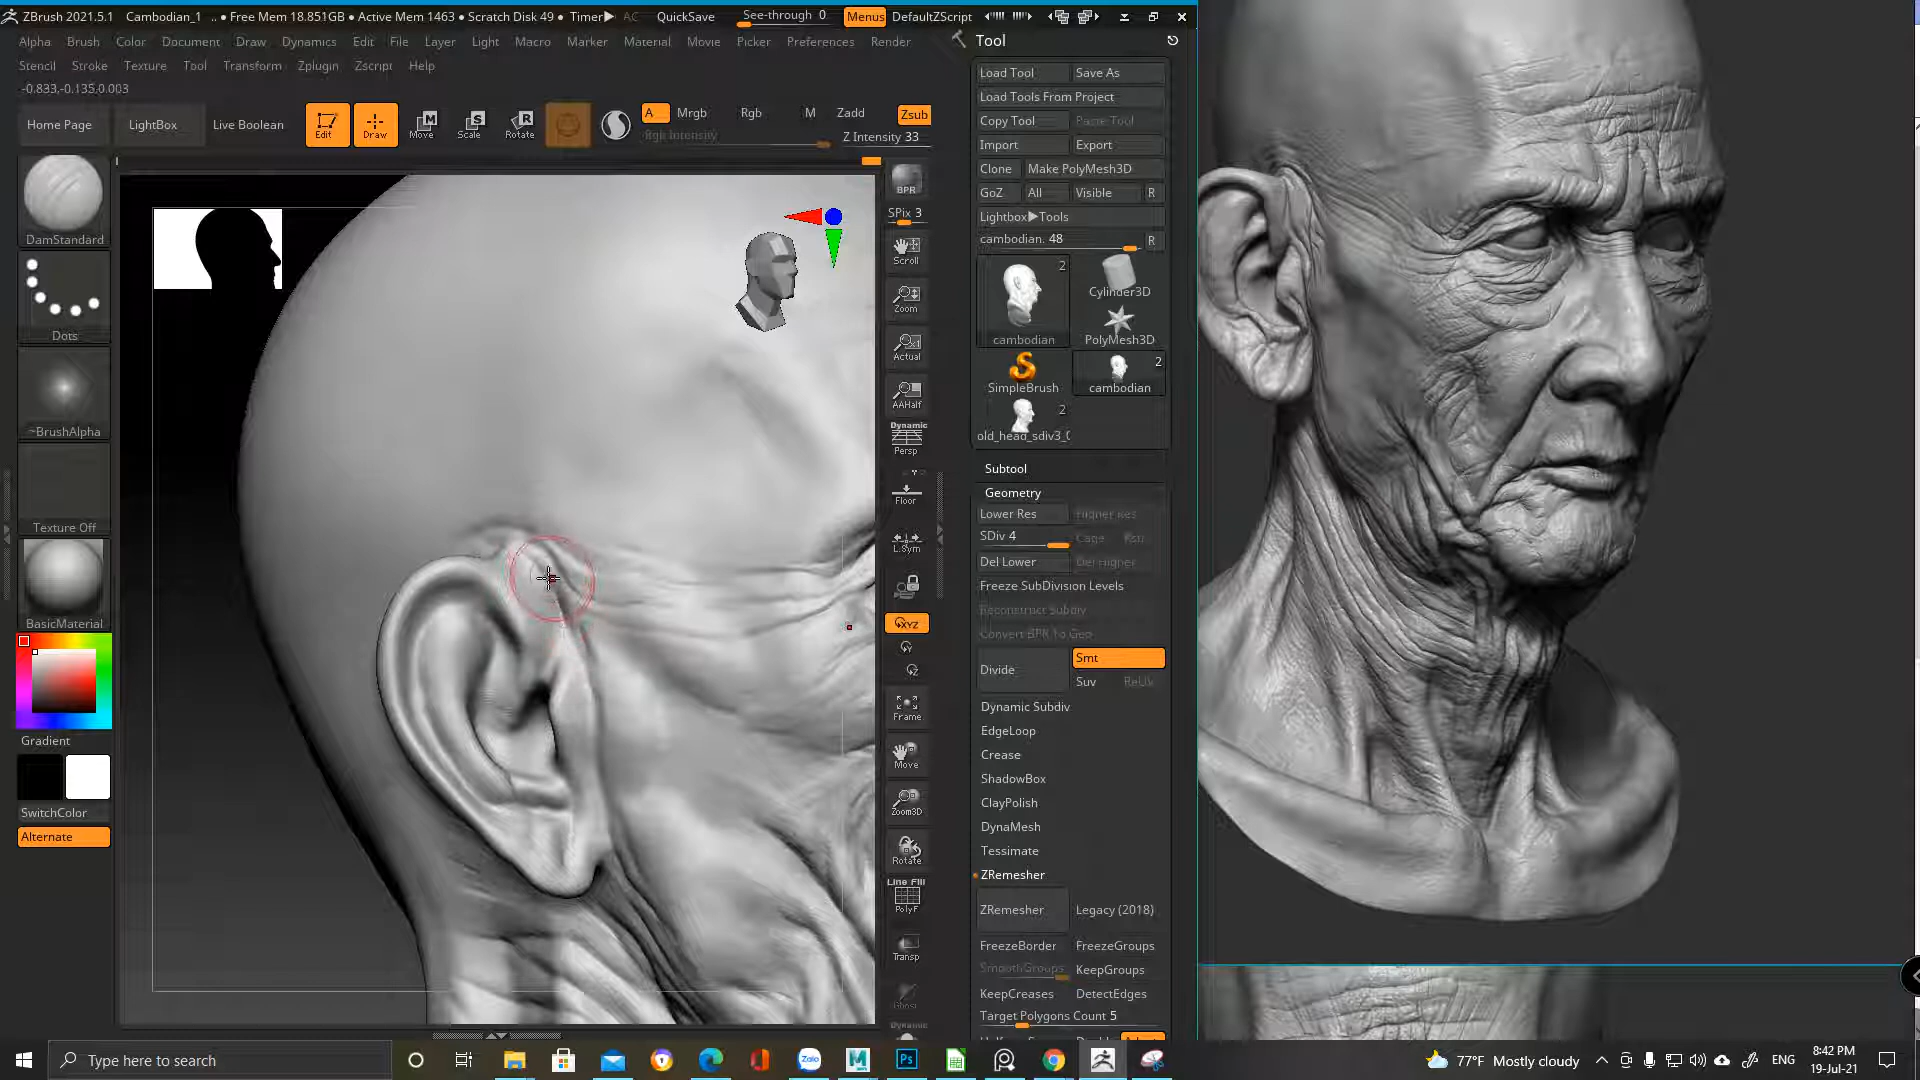 ZBrush 2021.5.1 Cambodian_1 .. ● Free Mem 18.851GB ● Active Mem 1463 ● Scratch Disk 49 ● Timer▶ AC QuickSave See-through 0 Menus DefaultZScript
Alpha Brush Color Document Draw Dynamics Edit File Layer Light Macro Marker Material Movie Picker Preferences Render
Stencil Stroke Texture Tool Transform Zplugin Zscript Help
-0.833,-0.135,0.003
Home Page LightBox Live Boolean Edit Draw Move Scale Rotate
A Mrgb Rgb M Zadd Zsub
Rgb Intensity Z Intensity 33
DamStandard
Dots
~BrushAlpha
Texture Off
BasicMaterial
Gradient
SwitchColor
Alternate
BPR
SPix 3
Scroll
Zoom
Actual
AAHalf
Dynamic
Persp
Floor
L.Sym
XYZ
Frame
Move
Zoom3D
Rotate
Line Fill
PolyF
Transp
Ghost
Dynamic
Tool
Load Tool Save As
Load Tools From Project
Copy Tool Paste Tool
Import Export
Clone Make PolyMesh3D
GoZ All Visible R
Lightbox▶Tools
cambodian. 48 R
2
cambodian
Cylinder3D
PolyMesh3D
SimpleBrush
2
cambodian
2
old_head_sdiv3_0
Subtool
Geometry
Lower Res Higher Res
SDiv 4 Cage Rstr
Del Lower Del Higher
Freeze SubDivision Levels
Reconstruct Subdiv
Convert BPR To Geo
Divide Smt
Suv ReUV
Dynamic Subdiv
EdgeLoop
Crease
ShadowBox
ClayPolish
DynaMesh
Tessimate
ZRemesher
ZRemesher Legacy (2018)
FreezeBorder FreezeGroups
SmoothGroups KeepGroups
KeepCreases DetectEdges
Target Polygons Count 5
Type here to search
Zalo
Ps
77°F Mostly cloudy
ENG
8:42 PM
19-Jul-21